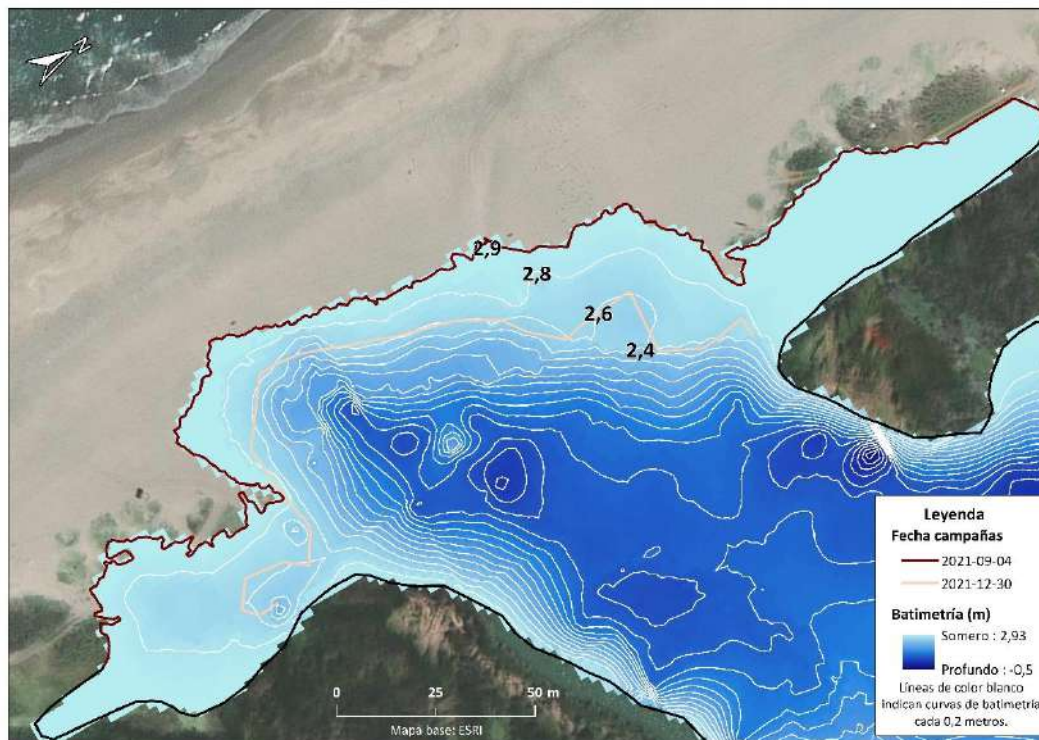 N
2,9
2,8
2,6
2,4
0 25 50 m
Mapa base: ESRI
Leyenda
Fecha campañas
2021-09-04
2021-12-30
Batimetría (m)
Somero : 2,93
Profundo : -0,5
Líneas de color blanco
indican curvas de batimetría
cada 0,2 metros.